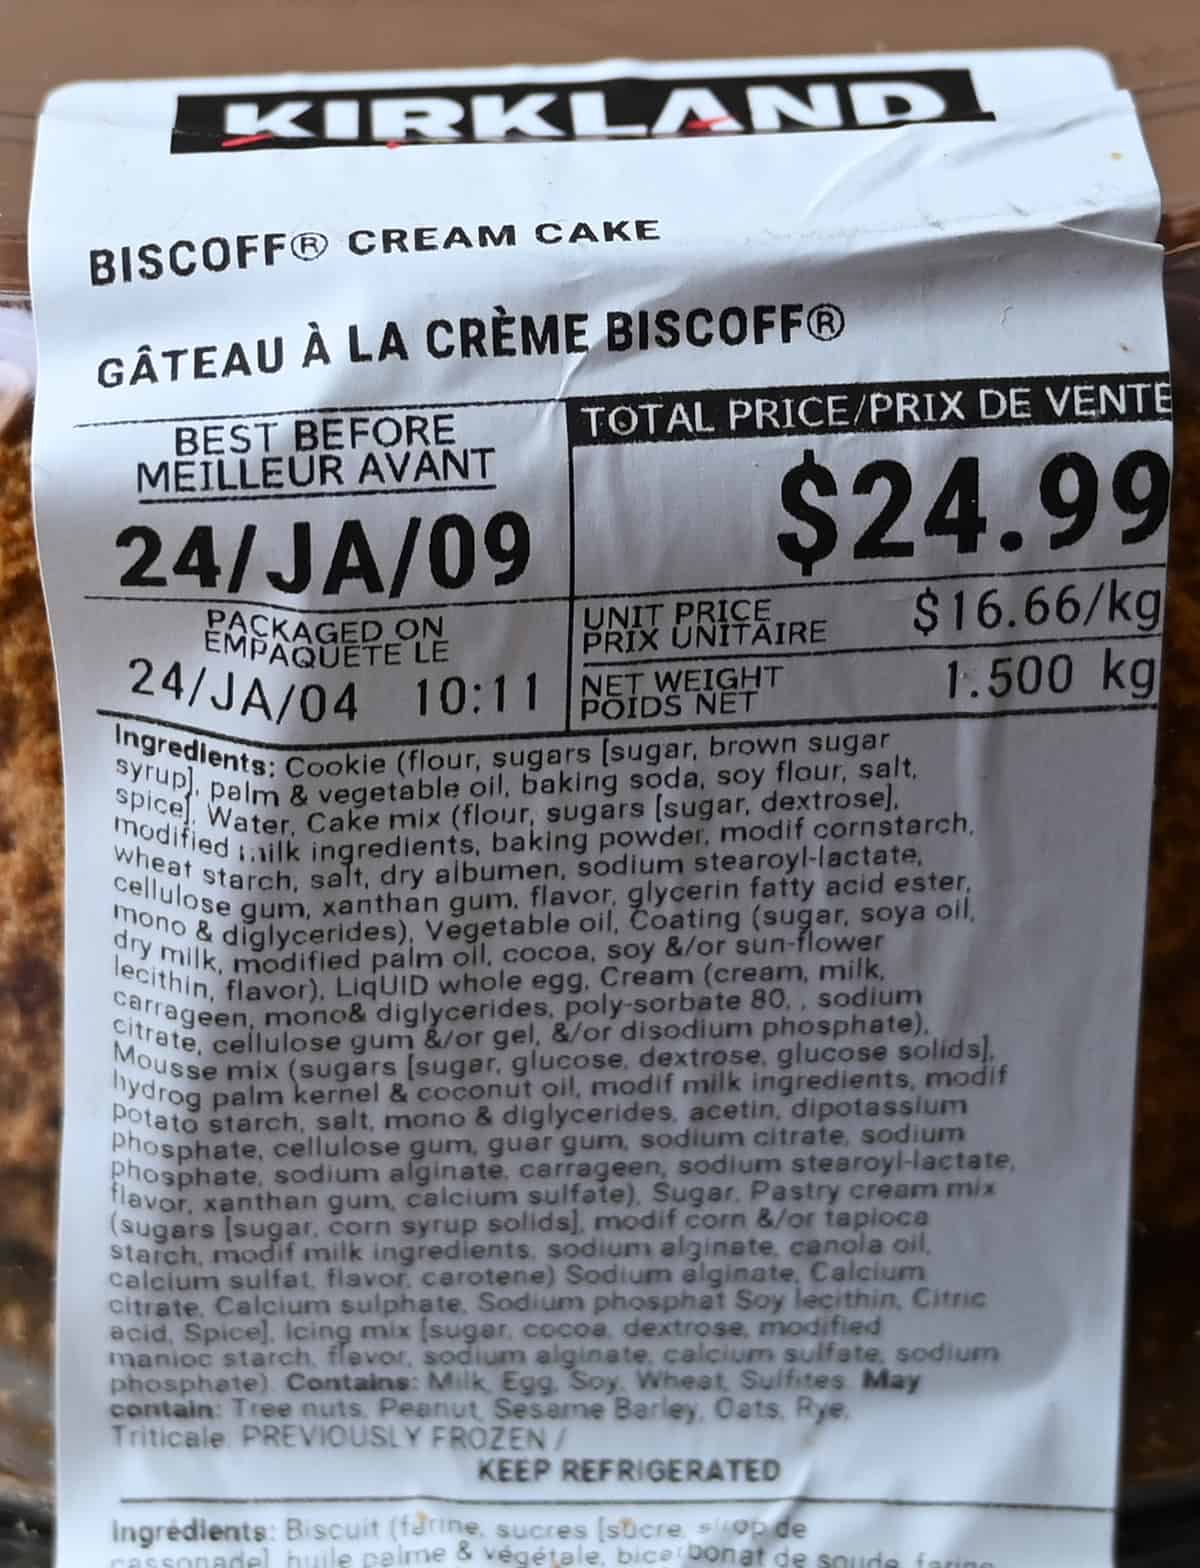 KIRKLAND
BISCOFF® CREAM CAKE
GÂTEAU À LA CRÈME BISCOFF®
BEST BEFORE
MEILLEUR AVANT
24/JA/09
TOTAL PRICE/PRIX DE VENTE
$24.99
PACKAGED ON
EMPAQUETE LE
24/JA/04 10:11
UNIT PRICE
PRIX UNITAIRE
$16.66/kg
NET WEIGHT
POIDS NET
1.500 kg
Ingredients: Cookie (flour, sugars [sugar, brown sugar
syrup], palm & vegetable oil, baking soda, soy flour, salt,
spice], Water, Cake mix (flour, sugars [sugar, dextrose],
modified milk ingredients, baking powder, modif cornstarch,
wheat starch, salt, dry albumen, sodium stearoyl-lactate,
cellulose gum, xanthan gum, flavor, glycerin fatty acid ester,
mono & diglycerides), Vegetable oil, Coating (sugar, soya oil,
dry milk, modified palm oil, cocoa, soy &/or sun-flower
lecithin, flavor), LiqUID whole egg, Cream (cream, milk,
carrageen, mono& diglycerides, poly-sorbate 80, , sodium
citrate, cellulose gum &/or gel, &/or disodium phosphate),
Mousse mix (sugars [sugar, glucose, dextrose, glucose solids],
hydrog palm kernel & coconut oil, modif milk ingredients, modif
potato starch, salt, mono & diglycerides, acetin, dipotassium
phosphate, cellulose gum, guar gum, sodium citrate, sodium
phosphate, sodium alginate, carrageen, sodium stearoyl-lactate,
flavor, xanthan gum, calcium sulfate), Sugar, Pastry cream mix
(sugars [sugar, corn syrup solids], modif corn &/or tapioca
starch, modif milk ingredients, sodium alginate, canola oil,
calcium sulfat, flavor, carotene) Sodium alginate, Calcium
citrate, Calcium sulphate, Sodium phosphat Soy lecithin, Citric
acid, Spice], Icing mix [sugar, cocoa, dextrose, modified
manioc starch, flavor, sodium alginate, calcium sulfate, sodium
phosphate). Contains: Milk, Egg, Soy, Wheat, Sulfites May
contain: Tree nuts, Peanut, Sesame Barley, Oats, Rye,
Triticale. PREVIOUSLY FROZEN /
KEEP REFRIGERATED
Ingrédients: Biscuit (farine, sucres [sucre, sirop de
cassonade], huile palme & végétale, bicarbonat de soude, farine